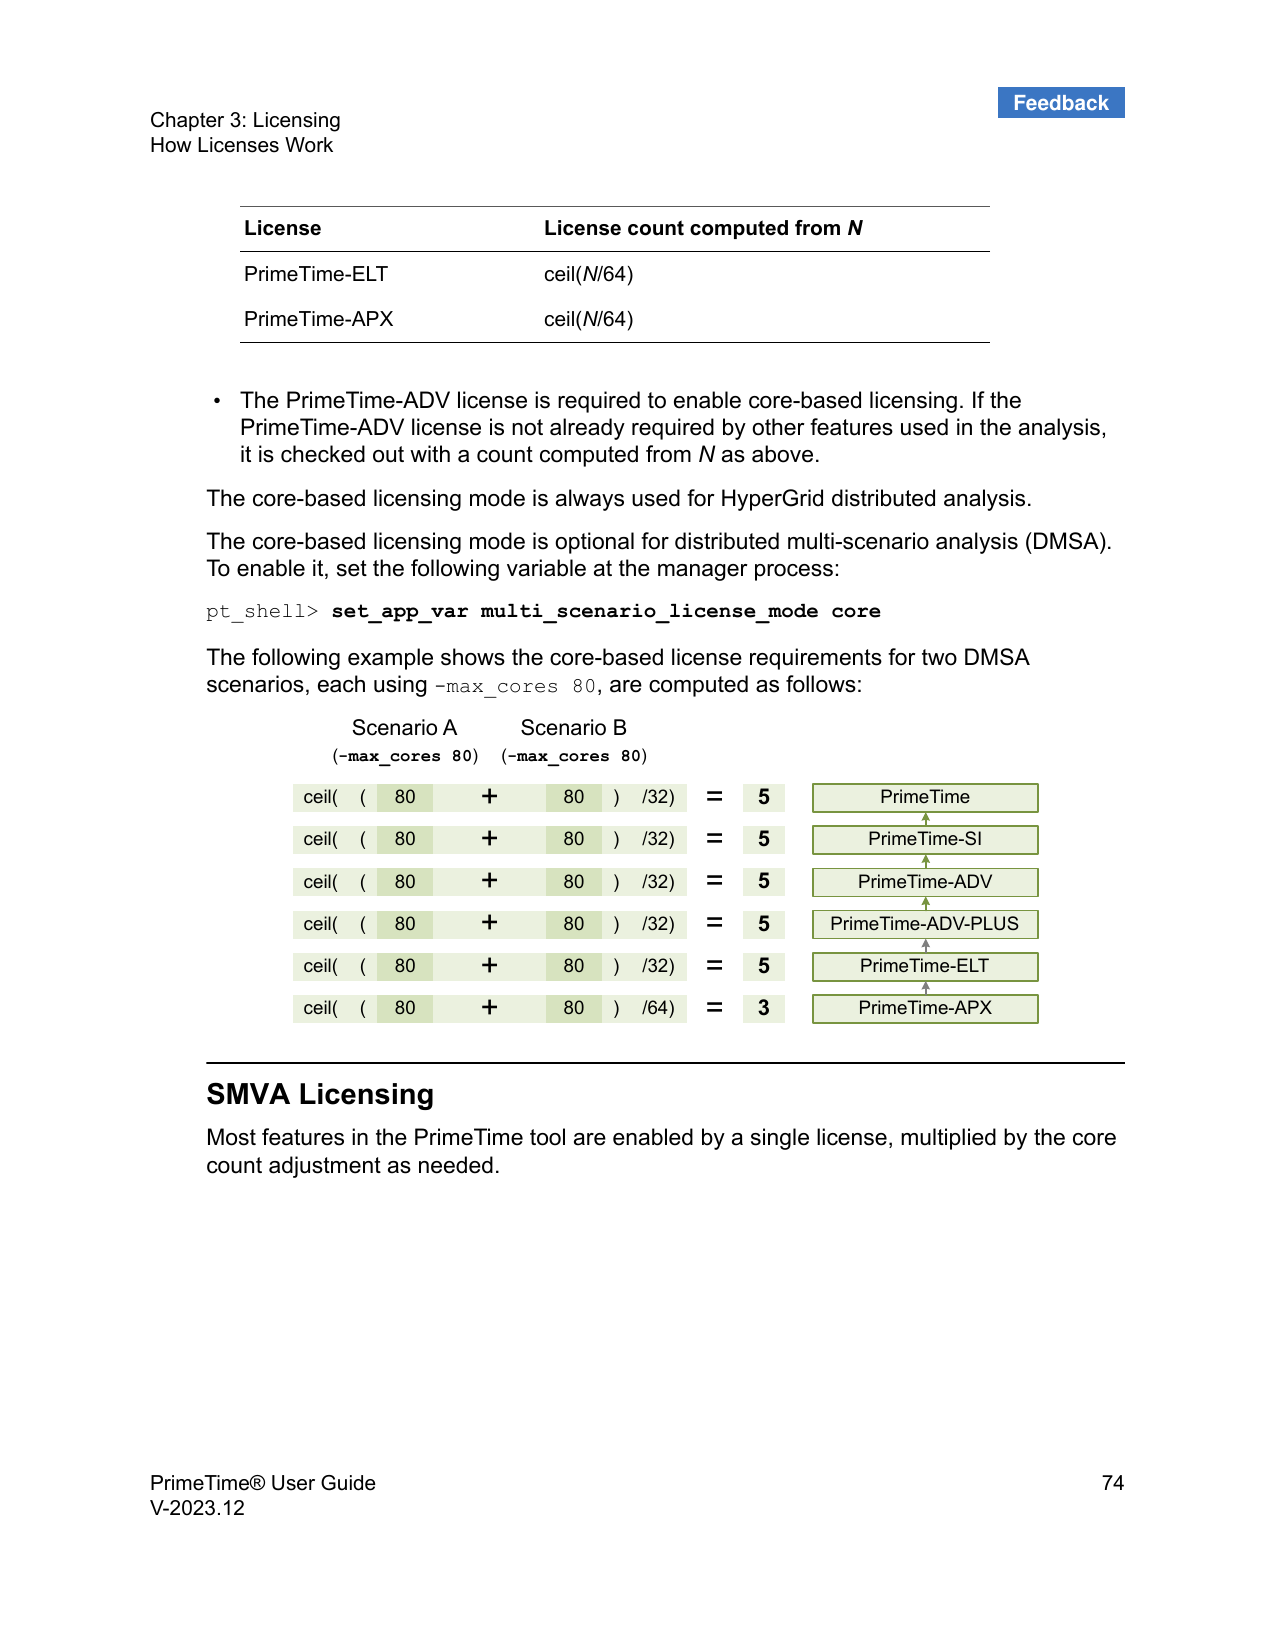 Feedback
Chapter 3: Licensing
How Licenses Work
License License count computed from N
PrimeTime-ELT ceil(N/64)
PrimeTime-APX ceil(N/64)
• The PrimeTime-ADV license is required to enable core-based licensing. If the
PrimeTime-ADV license is not already required by other features used in the analysis,
it is checked out with a count computed from N as above.
The core-based licensing mode is always used for HyperGrid distributed analysis.
The core-based licensing mode is optional for distributed multi-scenario analysis (DMSA).
To enable it, set the following variable at the manager process:
pt_shell> set_app_var multi_scenario_license_mode core
The following example shows the core-based license requirements for two DMSA
scenarios, each using -max_cores 80, are computed as follows:
Scenario A Scenario B
(-max_cores 80) (-max_cores 80)
ceil( ( 80 + 80 ) /32) = 5 PrimeTime
ceil( ( 80 + 80 ) /32) = 5 PrimeTime-SI
ceil( ( 80 + 80 ) /32) = 5 PrimeTime-ADV
ceil( ( 80 + 80 ) /32) = 5 PrimeTime-ADV-PLUS
ceil( ( 80 + 80 ) /32) = 5 PrimeTime-ELT
ceil( ( 80 + 80 ) /64) = 3 PrimeTime-APX
SMVA Licensing
Most features in the PrimeTime tool are enabled by a single license, multiplied by the core
count adjustment as needed.
PrimeTime® User Guide 74
V-2023.12